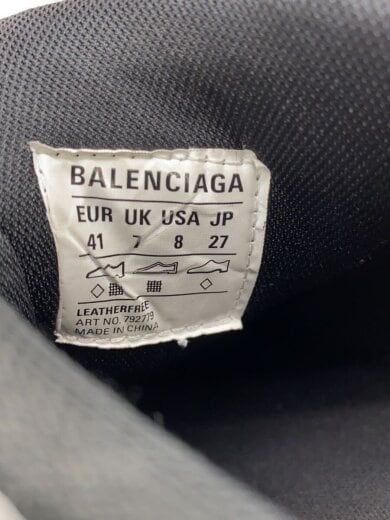 BALENCIAGA
EUR UK USA JP
41 7 8 27
LEATHERFREE
ART NO. 792779
MADE IN CHINA